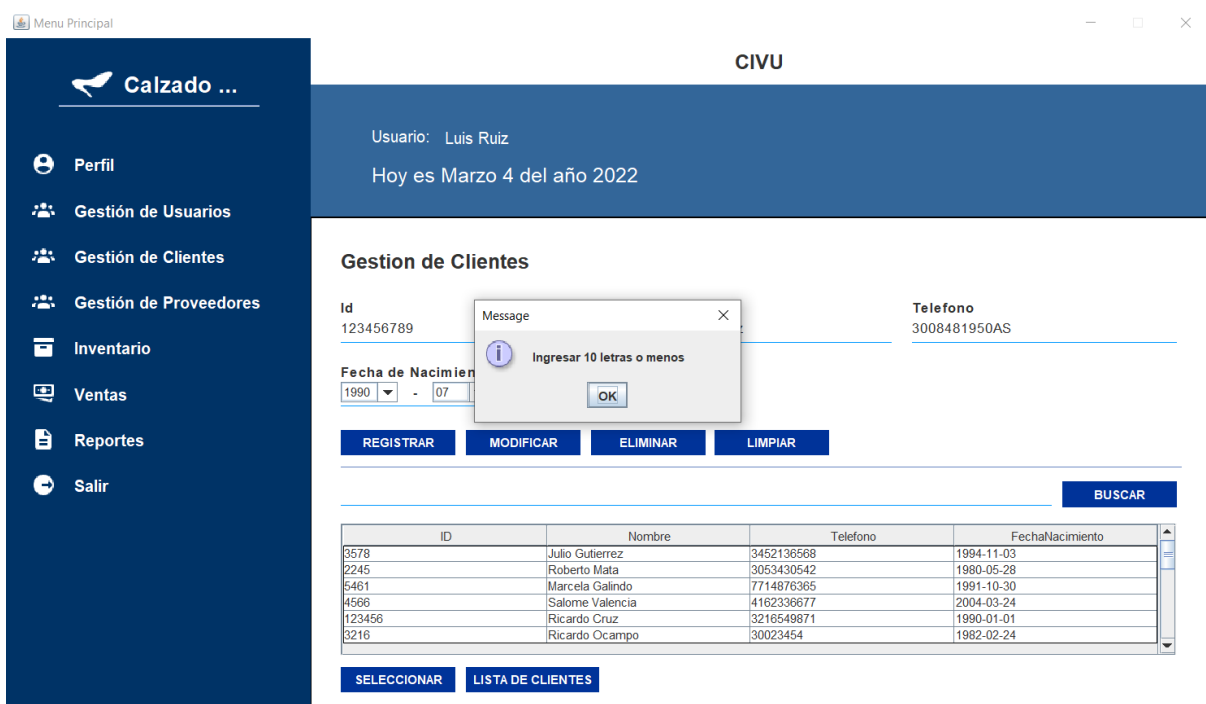 Menu Principal
CIVU
Calzado ...
Usuario: Luis Ruiz
Hoy es Marzo 4 del año 2022
Perfil
Gestión de Usuarios
Gestión de Clientes
Gestión de Proveedores
Inventario
Ventas
Reportes
Salir
Gestion de Clientes
Id
Telefono
123456789
3008481950AS
Message
Ingresar 10 letras o menos
OK
Fecha de Nacimien
1990 - 07
REGISTRAR MODIFICAR ELIMINAR LIMPIAR
BUSCAR
ID Nombre Telefono FechaNacimiento
3578 Julio Gutierrez 3452136568 1994-11-03
2245 Roberto Mata 3053430542 1980-05-28
5461 Marcela Galindo 7714876365 1991-10-30
4566 Salome Valencia 4162336677 2004-03-24
123456 Ricardo Cruz 3216549871 1990-01-01
3216 Ricardo Ocampo 30023454 1982-02-24
SELECCIONAR LISTA DE CLIENTES